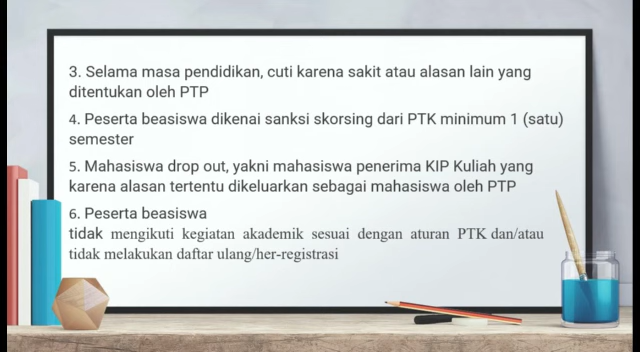 3. Selama masa pendidikan, cuti karena sakit atau alasan lain yang
ditentukan oleh PTP
4. Peserta beasiswa dikenai sanksi skorsing dari PTK minimum 1 (satu)
semester
5. Mahasiswa drop out, yakni mahasiswa penerima KIP Kuliah yang
karena alasan tertentu dikeluarkan sebagai mahasiswa oleh PTP
6. Peserta beasiswa
tidak mengikuti kegiatan akademik sesuai dengan aturan PTK dan/atau
tidak melakukan daftar ulang/her-registrasi